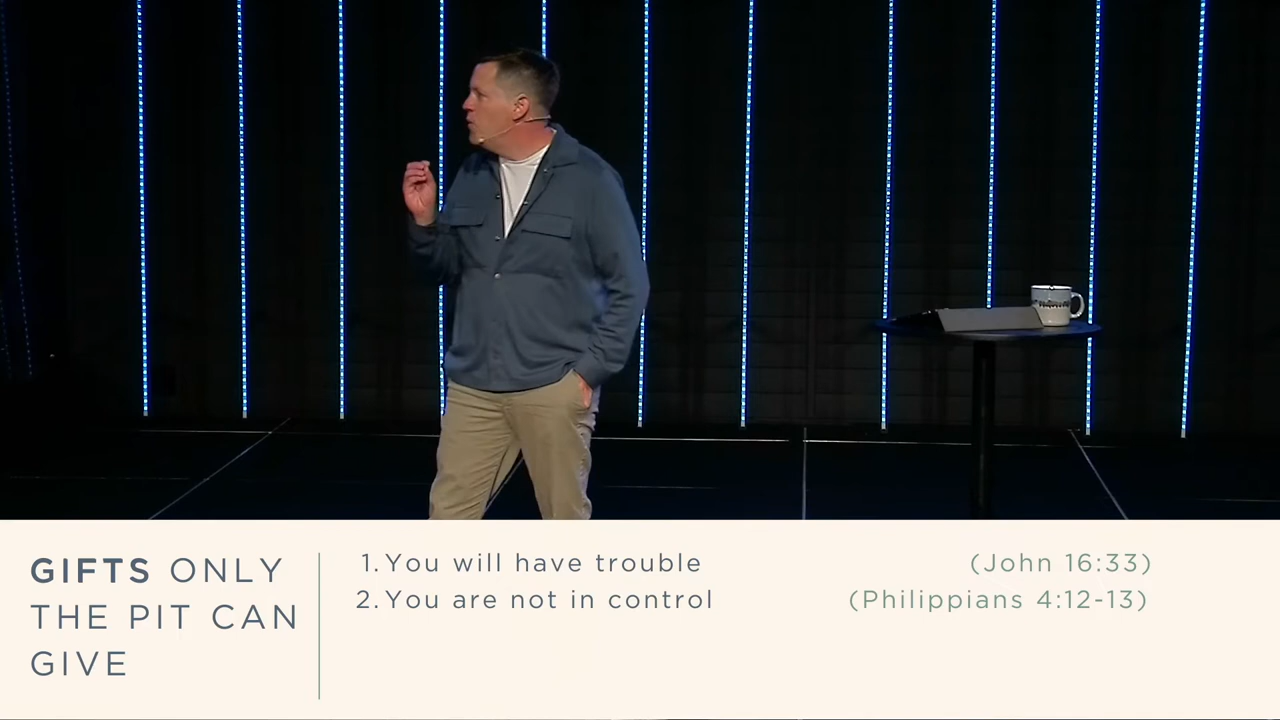 GIFTS ONLY
THE PIT CAN
GIVE
1. You will have trouble (John 16:33)
2. You are not in control (Philippians 4:12-13)